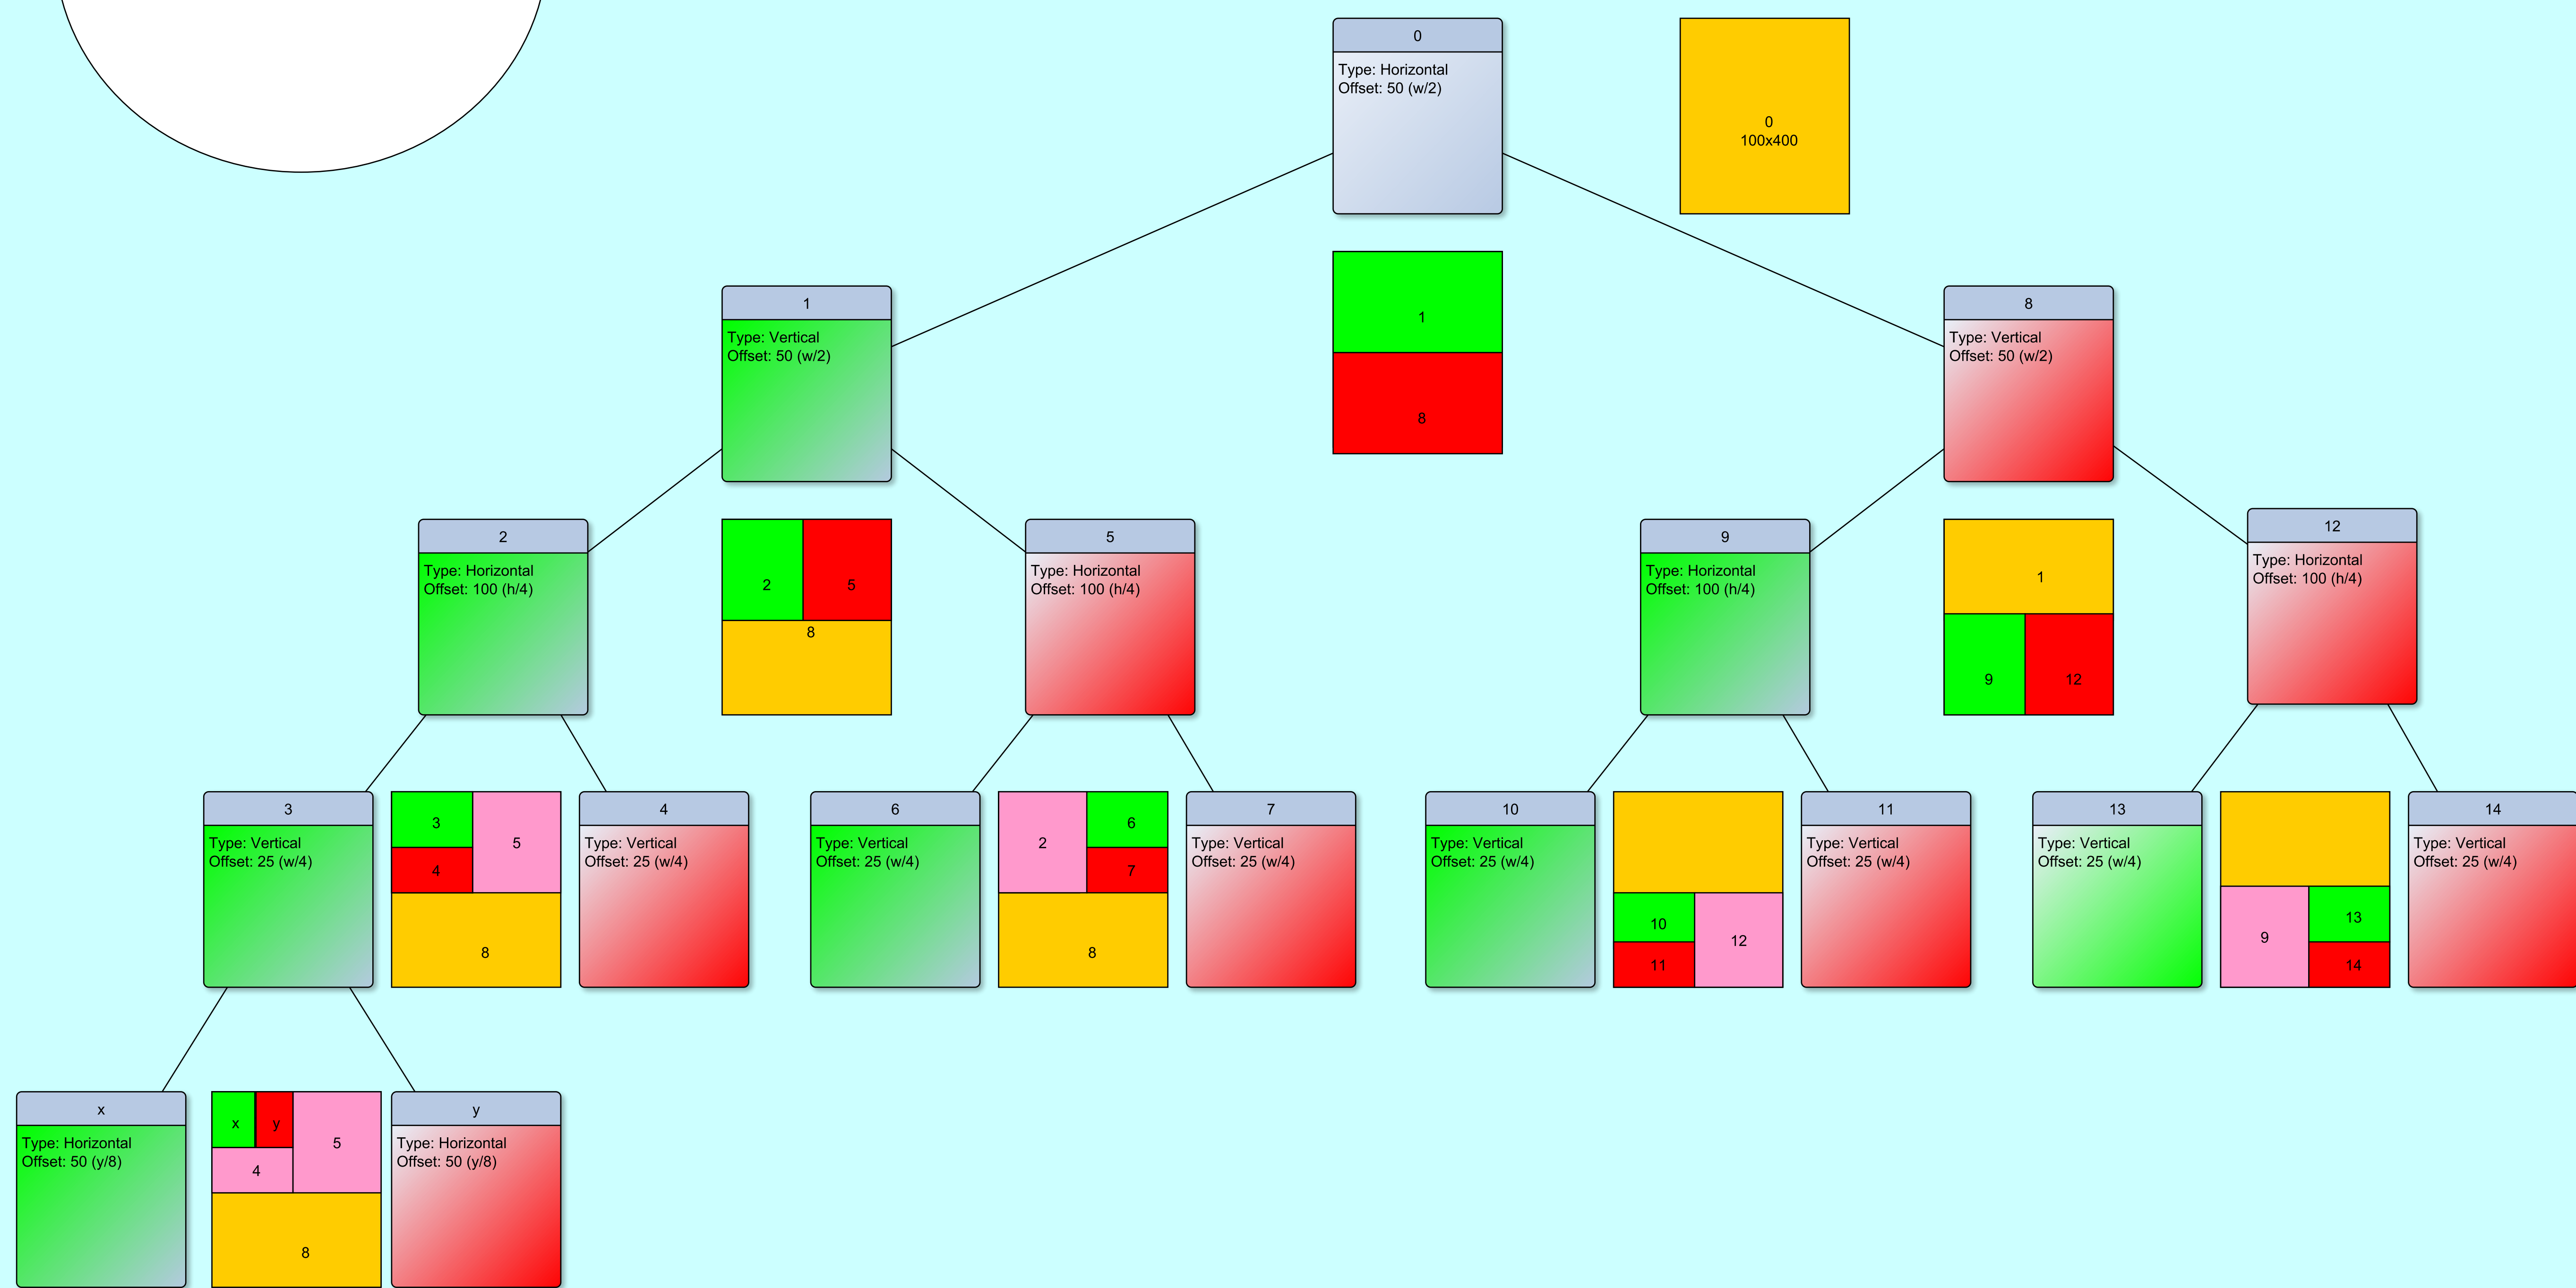 0
Type: Horizontal
Offset: 50 (w/2)
0
100x400
1
8
1
Type: Vertical
Offset: 50 (w/2)
8
Type: Vertical
Offset: 50 (w/2)
2
Type: Horizontal
Offset: 100 (h/4)
2
5
8
5
Type: Horizontal
Offset: 100 (h/4)
9
Type: Horizontal
Offset: 100 (h/4)
1
9
12
12
Type: Horizontal
Offset: 100 (h/4)
3
Type: Vertical
Offset: 25 (w/4)
3
5
4
8
4
Type: Vertical
Offset: 25 (w/4)
6
Type: Vertical
Offset: 25 (w/4)
2
6
7
8
7
Type: Vertical
Offset: 25 (w/4)
10
Type: Vertical
Offset: 25 (w/4)
10
12
11
11
Type: Vertical
Offset: 25 (w/4)
13
Type: Vertical
Offset: 25 (w/4)
13
9
14
14
Type: Vertical
Offset: 25 (w/4)
x
Type: Horizontal
Offset: 50 (y/8)
x
y
5
4
8
y
Type: Horizontal
Offset: 50 (y/8)